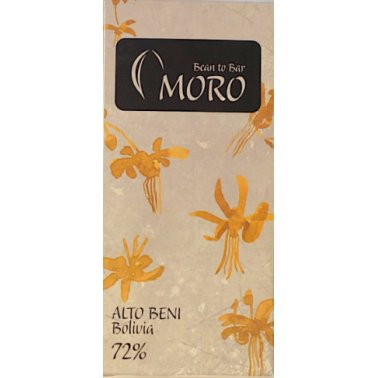 Bean to Bar
MORO
ALTO BENI
Bolivia
72%